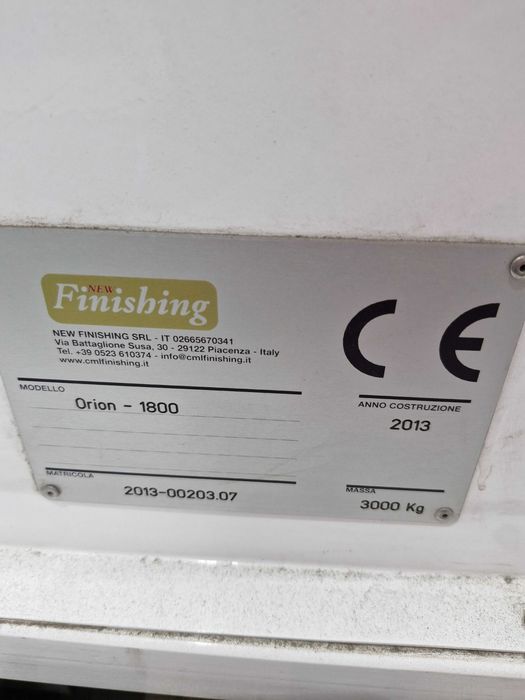 NEW
Finishing
NEW FINISHING SRL - IT 02665670341
Via Battaglione Susa, 30 - 29122 Piacenza - Italy
Tel. +39 0523 610374 - info@cmlfinishing.it
www.cmlfinishing.it
CE
MODELLO
Orion - 1800
ANNO COSTRUZIONE
2013
MATRICOLA
2013-00203.07
MASSA
3000 Kg